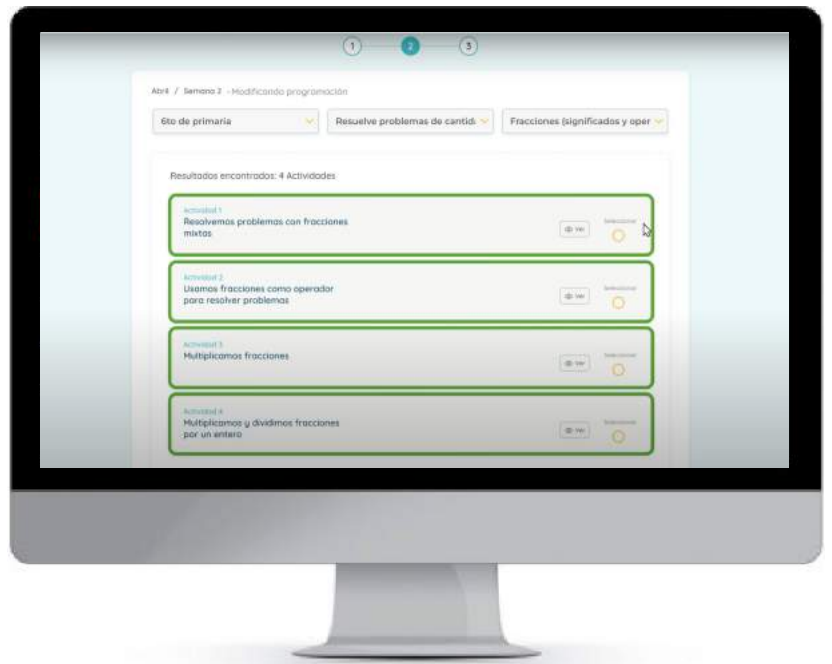 1 2 3
Abr4 / Semana 2 - Modificando programación
6to de primaria Resuelve problemas de cantid Fracciones (significados y oper
Resultados encontrados: 4 Actividades
Actividad 1
Resolvemos problemas con fracciones
mixtas
Ver Seleccionar
Actividad 2
Usamos fracciones como operador
para resolver problemas
Ver Seleccionar
Actividad 3
Multiplicamos fracciones
Ver Seleccionar
Actividad 4
Multiplicamos y dividimos fracciones
por un entero
Ver Seleccionar